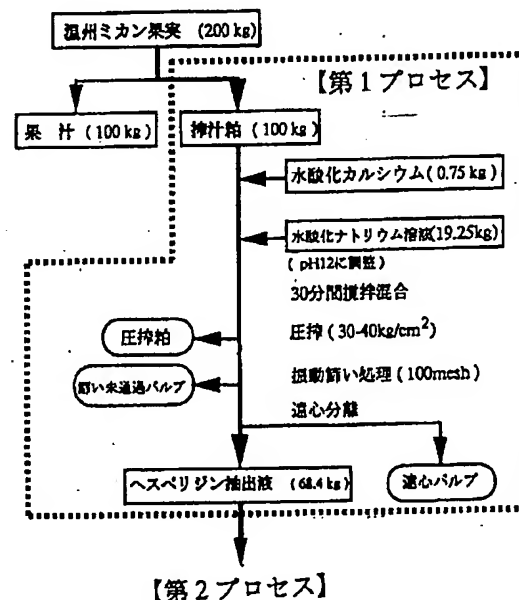 温州ミカン果実 (200 kg)
【第1プロセス】
果 汁 (100 kg)
搾汁粕 (100 kg)
水酸化カルシウム (0.75 kg)
水酸化ナトリウム溶液(19.25kg)
( pH12に調整)
30分間撹拌混合
圧搾粕
圧搾 (30-40kg/cm²)
篩い未通過パルプ
振動篩い処理 (100mesh)
遠心分離
ヘスペリジン抽出液 (68.4 kg)
遠心パルプ
【第2プロセス】